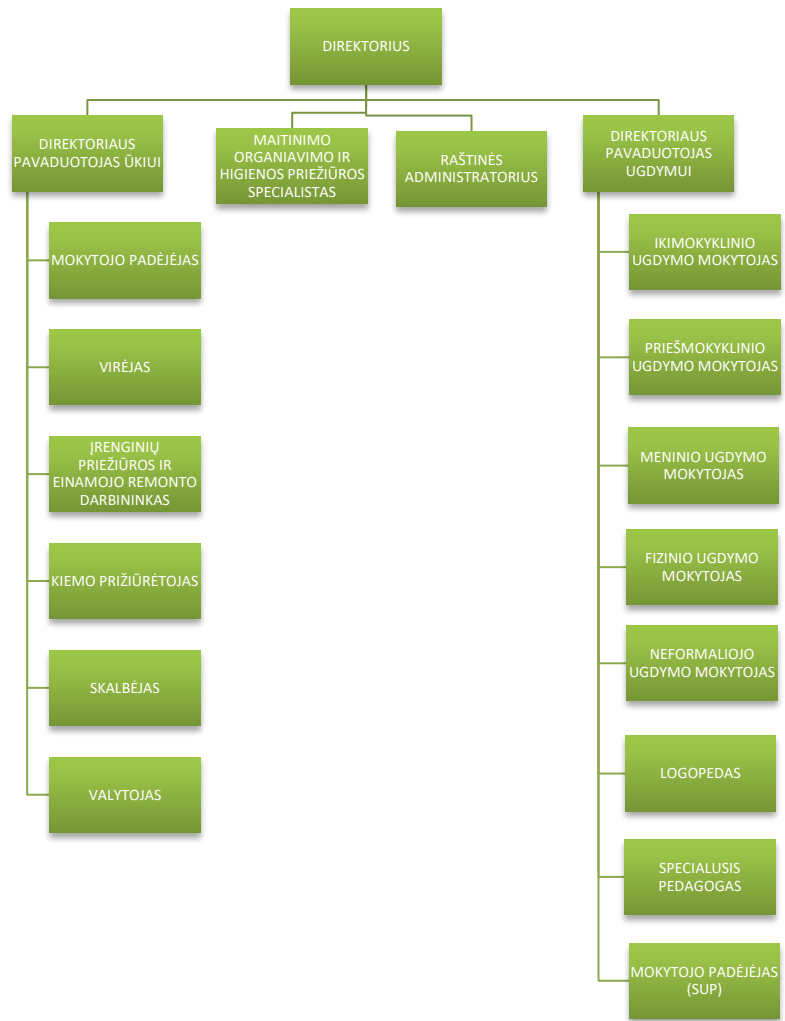 DIREKTORIUS
DIREKTORIAUS
PAVADUOTOJAS ŪKIUI
MAITINIMO
ORGANIAVIMO IR
HIGIENOS PRIEŽIŪROS
SPECIALISTAS
RAŠTINĖS
ADMINISTRATORIUS
DIREKTORIAUS
PAVADUOTOJAS
UGDYMUI
MOKYTOJO PADĖJĖJAS
VIRĖJAS
ĮRENGINIŲ
PRIEŽIŪROS IR
EINAMOJO REMONTO
DARBININKAS
KIEMO PRIŽIŪRĖTOJAS
SKALBĖJAS
VALYTOJAS
IKIMOKYKLINIO
UGDYMO MOKYTOJAS
PRIEŠMOKYKLINIO
UGDYMO MOKYTOJAS
MENINIO UGDYMO
MOKYTOJAS
FIZINIO UGDYMO
MOKYTOJAS
NEFORMALIOJO
UGDYMO MOKYTOJAS
LOGOPEDAS
SPECIALUSIS
PEDAGOGAS
MOKYTOJO PADĖJĖJAS
(SUP)